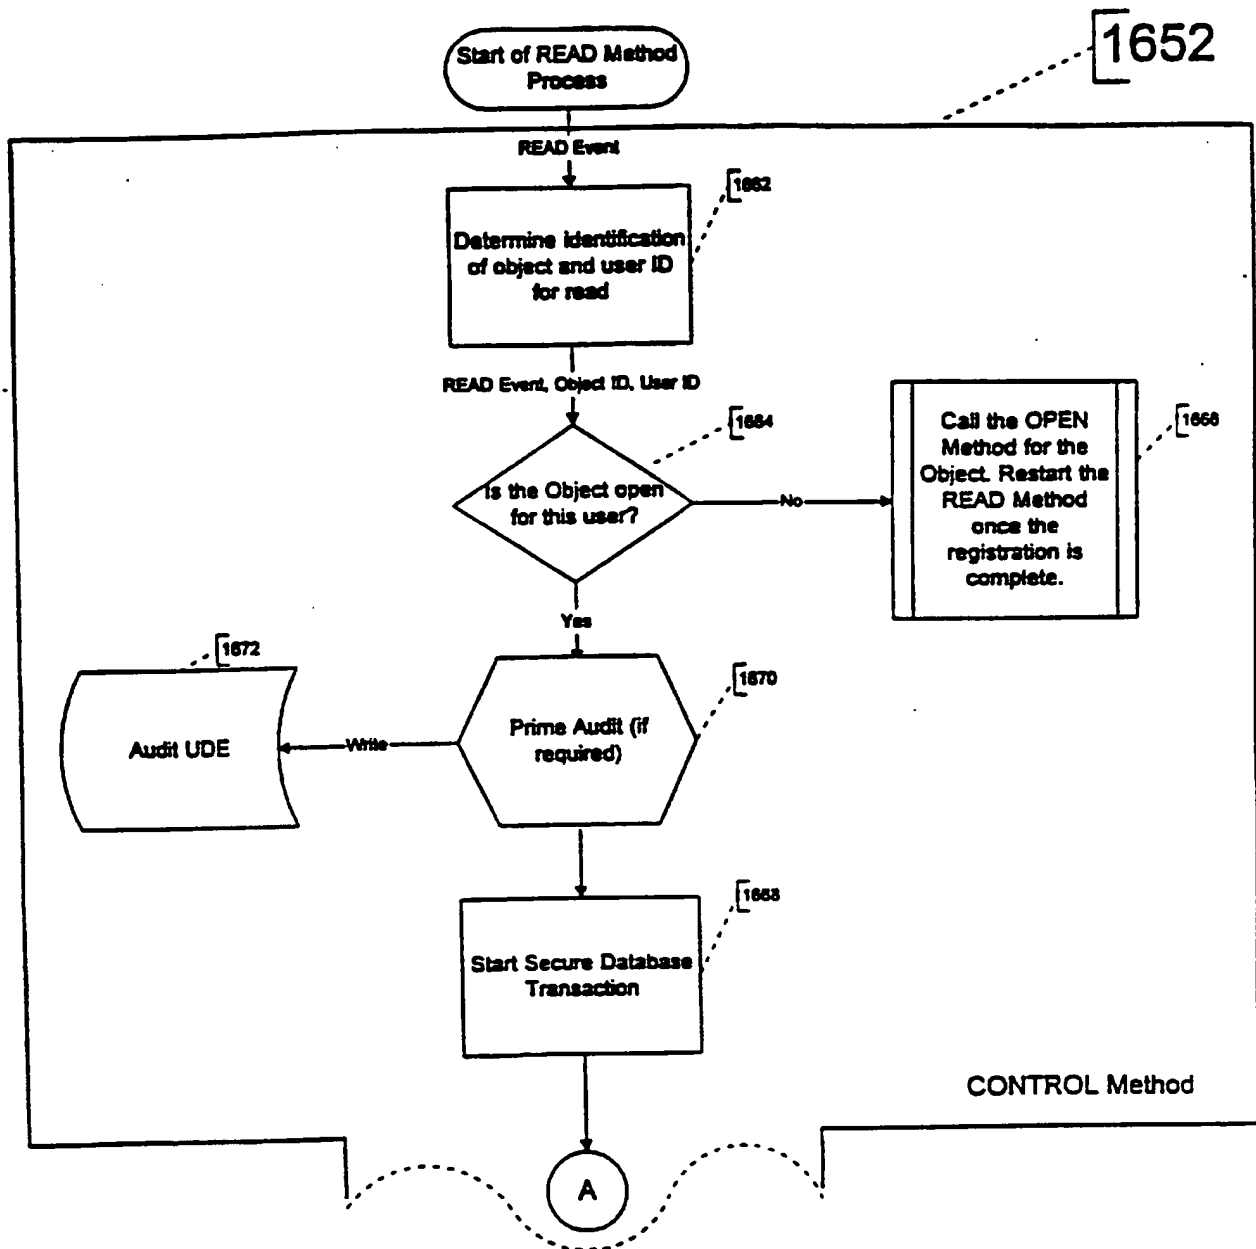 1652
Start of READ Method
Process
READ Event
1662
Determine identification
of object and user ID
for read
READ Event, Object ID, User ID
1664
Is the Object open
for this user?
No
Call the OPEN
Method for the
Object. Restart the
READ Method
once the
registration is
complete.
1666
Yes
1672
Audit UDE
Write
Prime Audit (if
required)
1670
1668
Start Secure Database
Transaction
CONTROL Method
A